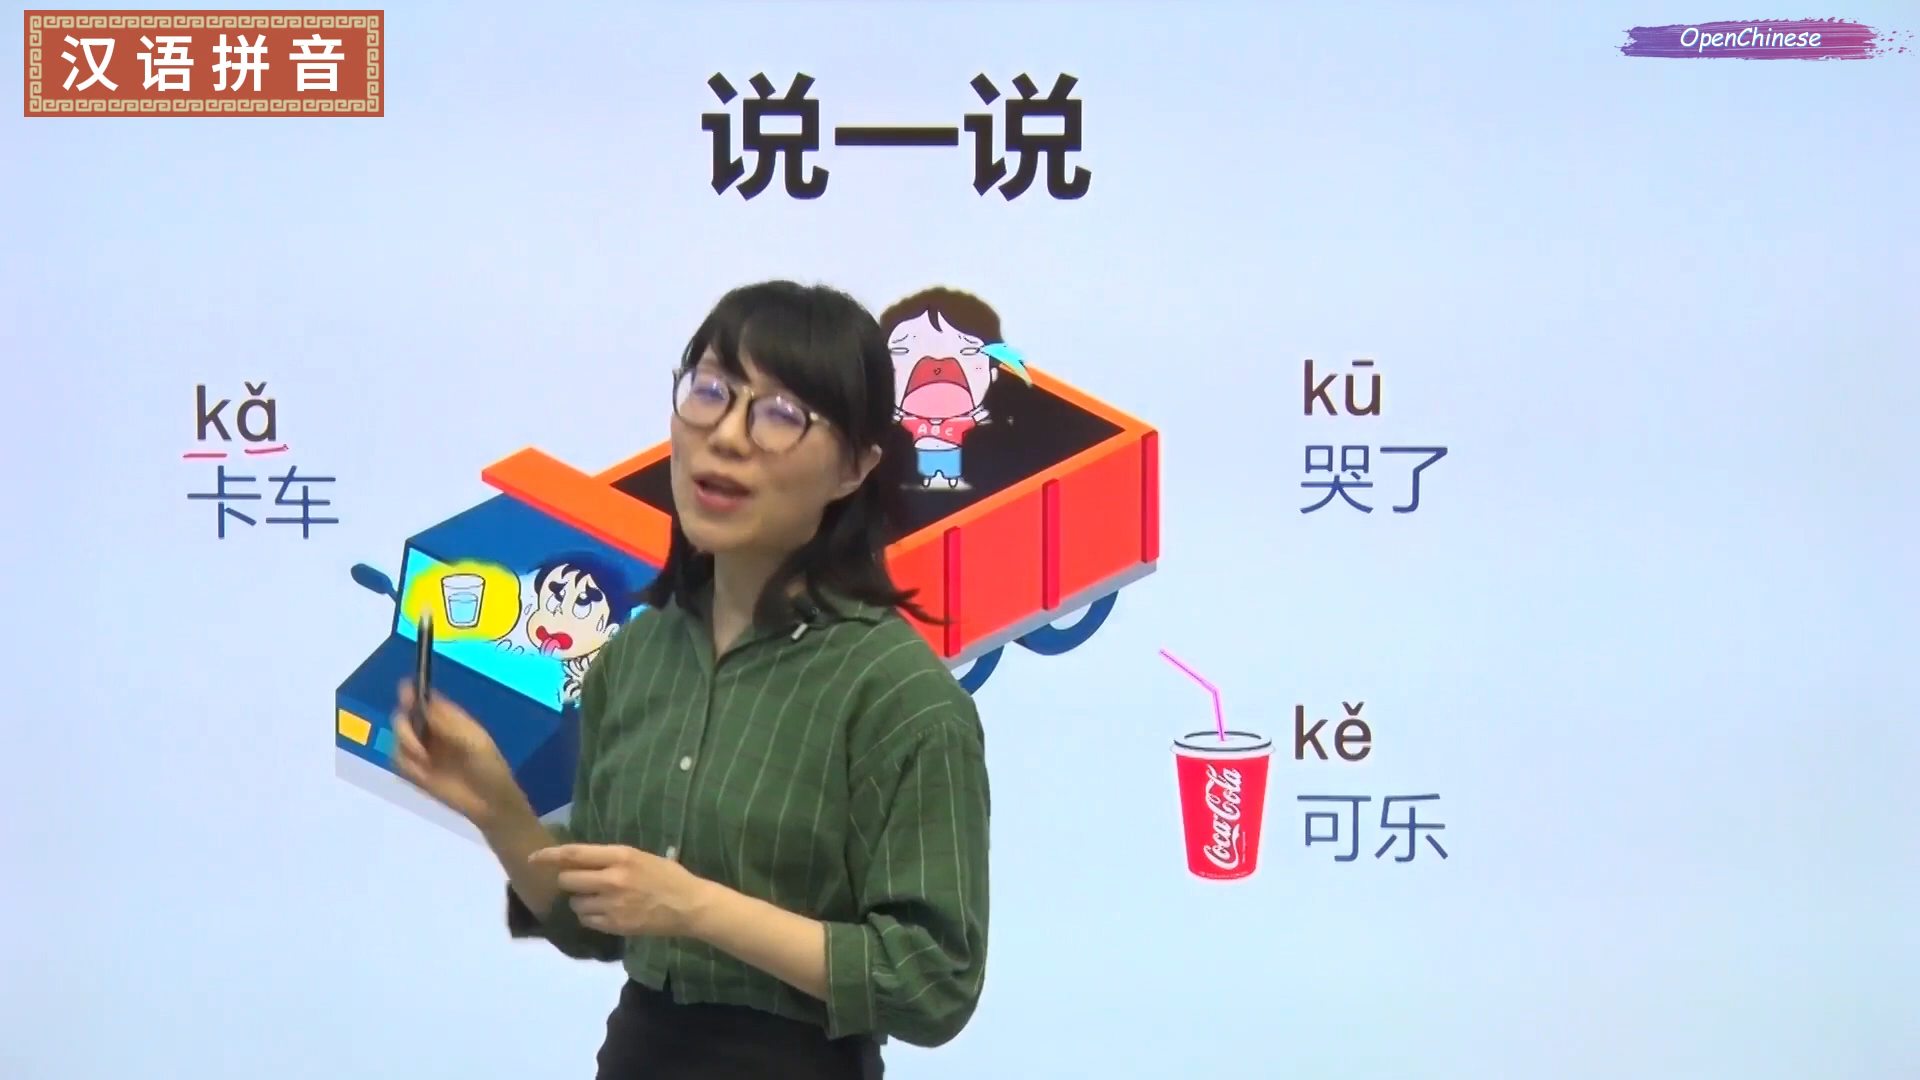 汉语拼音
OpenChinese
说一说
kǎ
卡车
ABC
kū
哭了
kě
可乐
Coca-Cola